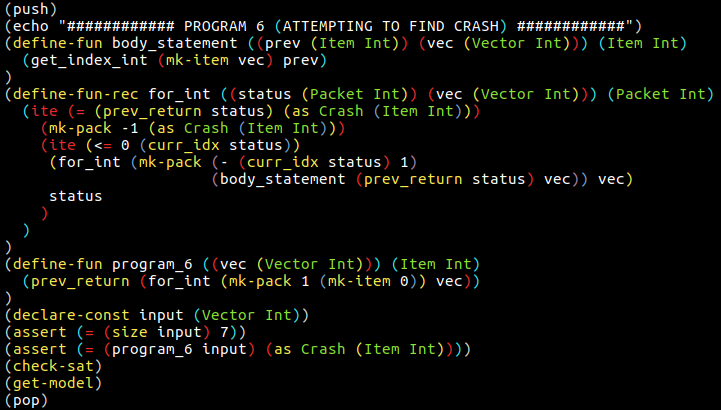 (push)
(echo "############ PROGRAM 6 (ATTEMPTING TO FIND CRASH) ############")
(define-fun body_statement ((prev (Item Int)) (vec (Vector Int))) (Item Int)
  (get_index_int (mk-item vec) prev)
)
(define-fun-rec for_int ((status (Packet Int)) (vec (Vector Int))) (Packet Int)
  (ite (= (prev_return status) (as Crash (Item Int)))
    (mk-pack -1 (as Crash (Item Int)))
    (ite (<= 0 (curr_idx status))
     (for_int (mk-pack (- (curr_idx status) 1)
                       (body_statement (prev_return status) vec)) vec)
     status
    )
  )
)
(define-fun program_6 ((vec (Vector Int))) (Item Int)
  (prev_return (for_int (mk-pack 1 (mk-item 0)) vec))
)
(declare-const input (Vector Int))
(assert (= (size input) 7))
(assert (= (program_6 input) (as Crash (Item Int))))
(check-sat)
(get-model)
(pop)